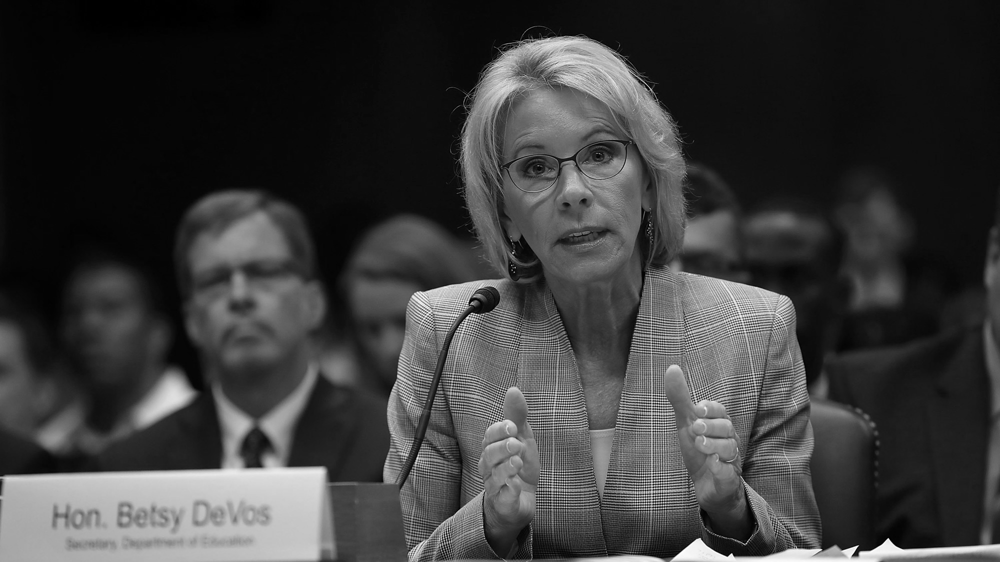 Hon. Betsy DeVos
Secretary, Department of Education